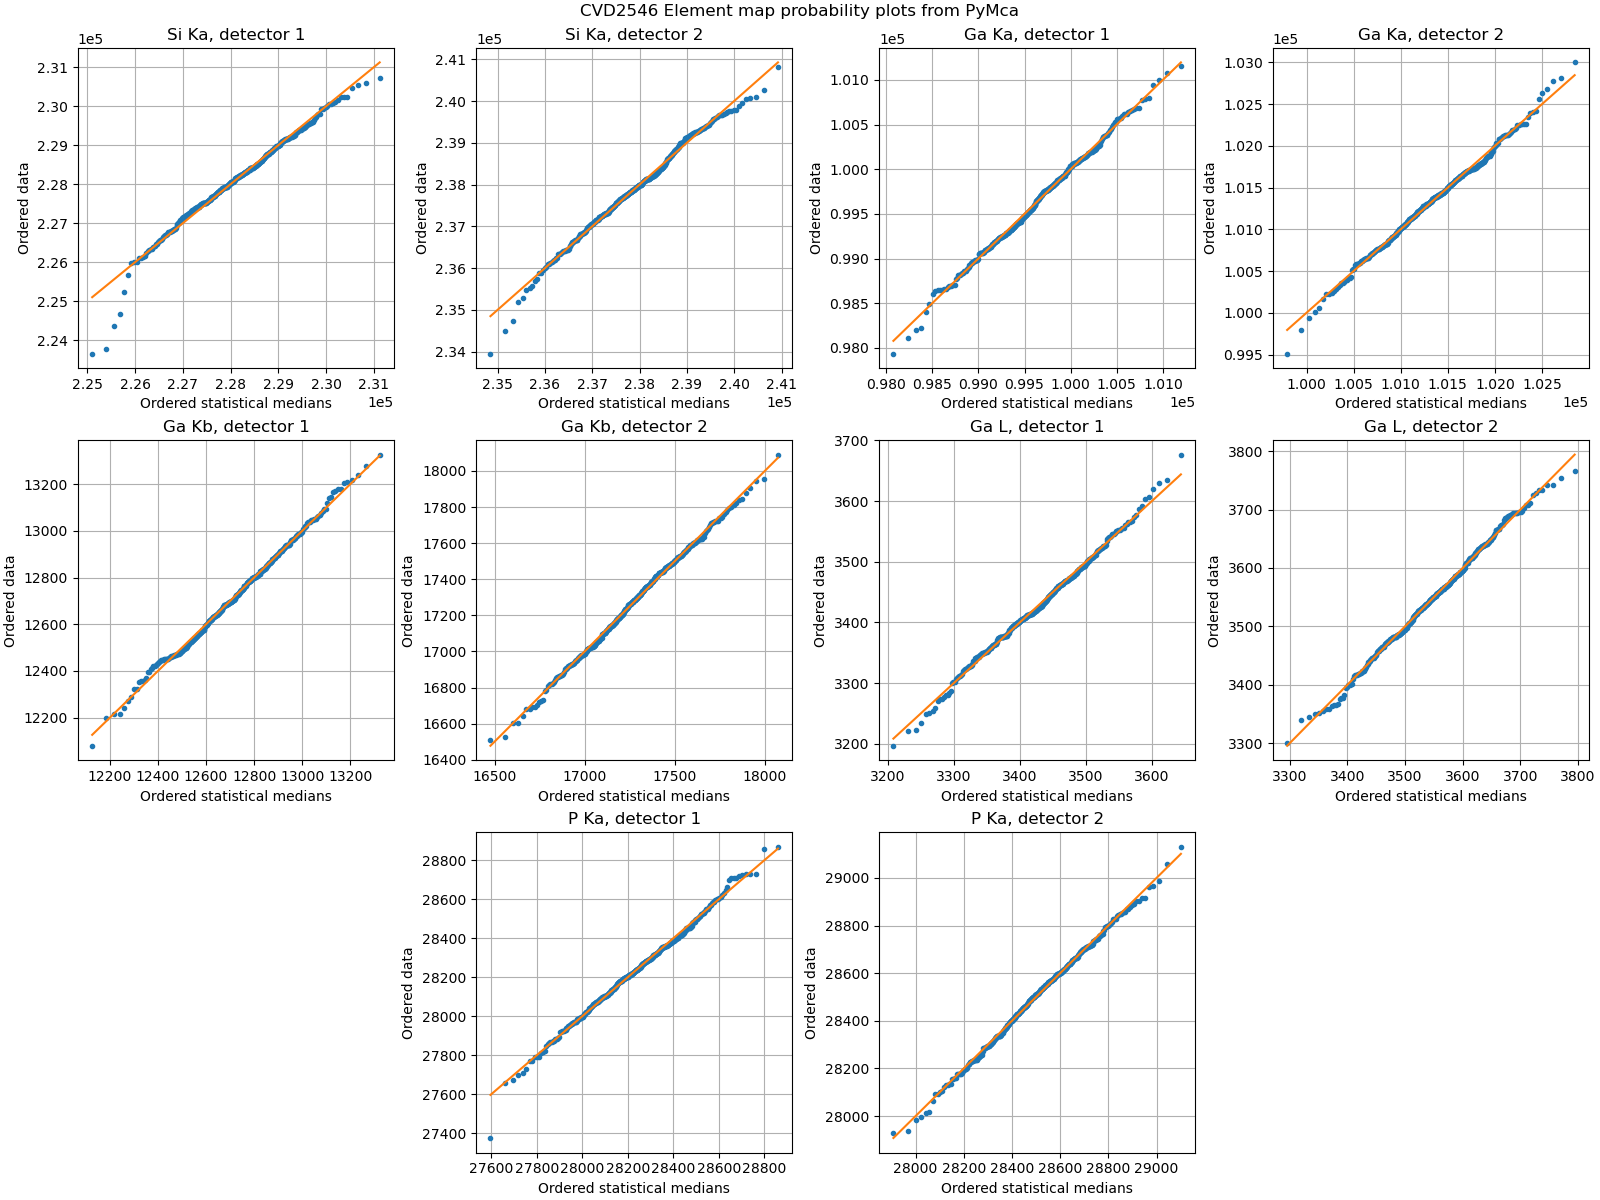 CVD2546 Element map probability plots from PyMca
Si Ka, detector 1
1e5
Ordered data
2.31
2.30
2.29
2.28
2.27
2.26
2.25
2.24
2.25 2.26 2.27 2.28 2.29 2.30 2.31
Ordered statistical medians
1e5
Si Ka, detector 2
1e5
Ordered data
2.41
2.40
2.39
2.38
2.37
2.36
2.35
2.34
2.35 2.36 2.37 2.38 2.39 2.40 2.41
Ordered statistical medians
1e5
Ga Ka, detector 1
1e5
Ordered data
1.010
1.005
1.000
0.995
0.990
0.985
0.980
0.980 0.985 0.990 0.995 1.000 1.005 1.010
Ordered statistical medians
1e5
Ga Ka, detector 2
1e5
Ordered data
1.030
1.025
1.020
1.015
1.010
1.005
1.000
0.995
1.000 1.005 1.010 1.015 1.020 1.025
Ordered statistical medians
1e5
Ga Kb, detector 1
Ordered data
13200
13000
12800
12600
12400
12200
12200 12400 12600 12800 13000 13200
Ordered statistical medians
Ga Kb, detector 2
Ordered data
18000
17800
17600
17400
17200
17000
16800
16600
16400
16500 17000 17500 18000
Ordered statistical medians
Ga L, detector 1
Ordered data
3700
3600
3500
3400
3300
3200
3200 3300 3400 3500 3600
Ordered statistical medians
Ga L, detector 2
Ordered data
3800
3700
3600
3500
3400
3300
3300 3400 3500 3600 3700 3800
Ordered statistical medians
P Ka, detector 1
Ordered data
28800
28600
28400
28200
28000
27800
27600
27400
27600 27800 28000 28200 28400 28600 28800
Ordered statistical medians
P Ka, detector 2
Ordered data
29000
28800
28600
28400
28200
28000
28000 28200 28400 28600 28800 29000
Ordered statistical medians